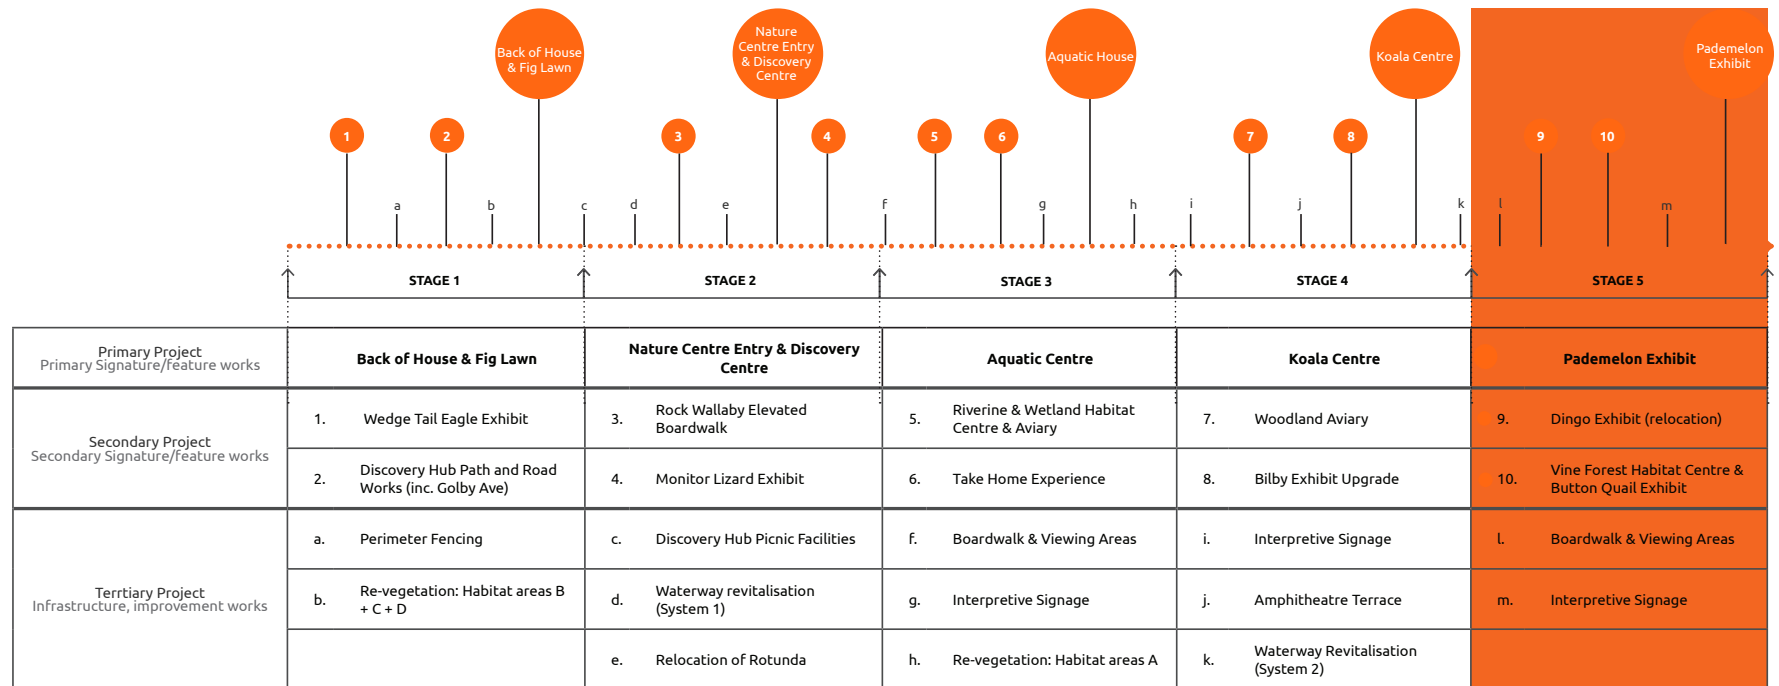 Back of House
& Fig Lawn
Nature
Centre Entry
& Discovery
Centre
Aquatic House
Koala Centre
Pademelon
Exhibit
1
2
3
4
5
6
7
8
9
10
a
b
c
d
e
f
g
h
i
j
k
l
m
STAGE 1
STAGE 2
STAGE 3
STAGE 4
STAGE 5
Primary Project
Primary Signature/feature works
Back of House & Fig Lawn
Nature Centre Entry & Discovery
Centre
Aquatic Centre
Koala Centre
Pademelon Exhibit
Secondary Project
Secondary Signature/feature works
1. Wedge Tail Eagle Exhibit
3. Rock Wallaby Elevated
Boardwalk
5. Riverine & Wetland Habitat
Centre & Aviary
7. Woodland Aviary
9. Dingo Exhibit (relocation)
2. Discovery Hub Path and Road
Works (inc. Golby Ave)
4. Monitor Lizard Exhibit
6. Take Home Experience
8. Bilby Exhibit Upgrade
10. Vine Forest Habitat Centre &
Button Quail Exhibit
Terrtiary Project
Infrastructure, improvement works
a. Perimeter Fencing
c. Discovery Hub Picnic Facilities
f. Boardwalk & Viewing Areas
i. Interpretive Signage
l. Boardwalk & Viewing Areas
b. Re-vegetation: Habitat areas B
+ C + D
d. Waterway revitalisation
(System 1)
g. Interpretive Signage
j. Amphitheatre Terrace
m. Interpretive Signage
e. Relocation of Rotunda
h. Re-vegetation: Habitat areas A
k. Waterway Revitalisation
(System 2)